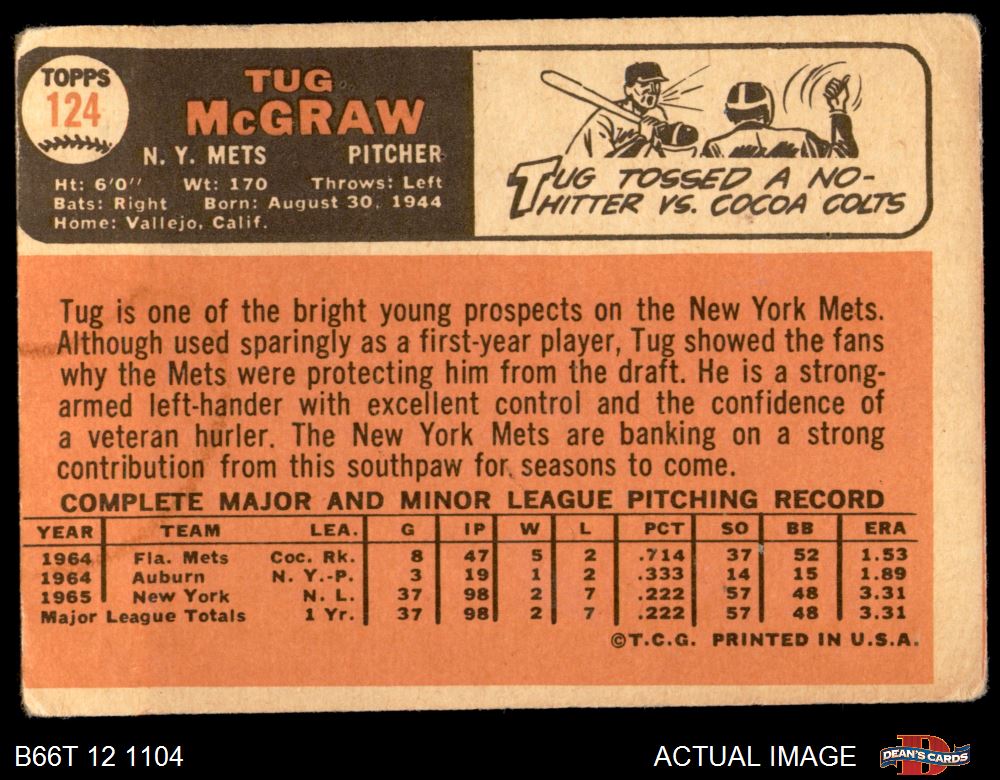 TOPPS
124
TUG
McGRAW
N. Y. METS PITCHER
Ht: 6'0" Wt: 170 Throws: Left
Bats: Right Born: August 30, 1944
Home: Vallejo, Calif.
TUG TOSSED A NO-
HITTER VS. COCOA COLTS
Tug is one of the bright young prospects on the New York Mets.
Although used sparingly as a first-year player, Tug showed the fans
why the Mets were protecting him from the draft. He is a strong-
armed left-hander with excellent control and the confidence of
a veteran hurler. The New York Mets are banking on a strong
contribution from this southpaw for seasons to come.
COMPLETE MAJOR AND MINOR LEAGUE PITCHING RECORD
YEAR TEAM LEA. G IP W L PCT SO BB ERA
1964 Fla. Mets Coc. Rk. 8 47 5 2 .714 37 52 1.53
1964 Auburn N. Y.-P. 3 19 1 2 .333 14 15 1.89
1965 New York N. L. 37 98 2 7 .222 57 48 3.31
Major League Totals 1 Yr. 37 98 2 7 .222 57 48 3.31
©T.C.G. PRINTED IN U.S.A.
B66T 12 1104 ACTUAL IMAGE DEAN'S CARDS